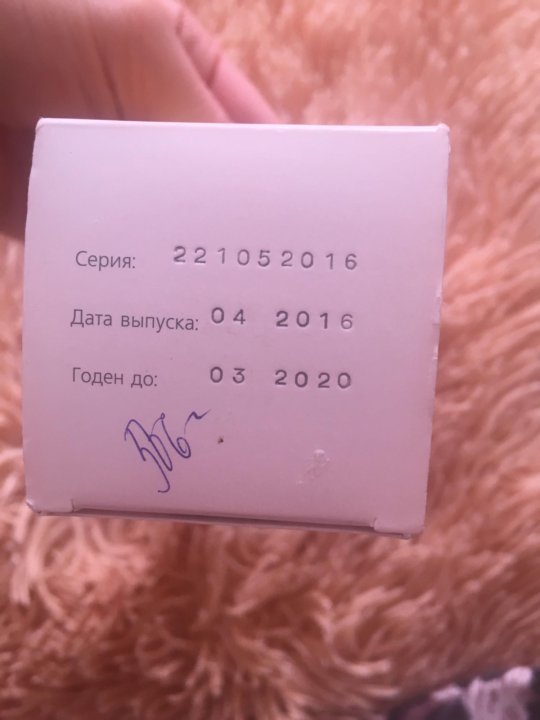 Серия: 221052016
Дата выпуска: 04 2016
Годен до: 03 2020